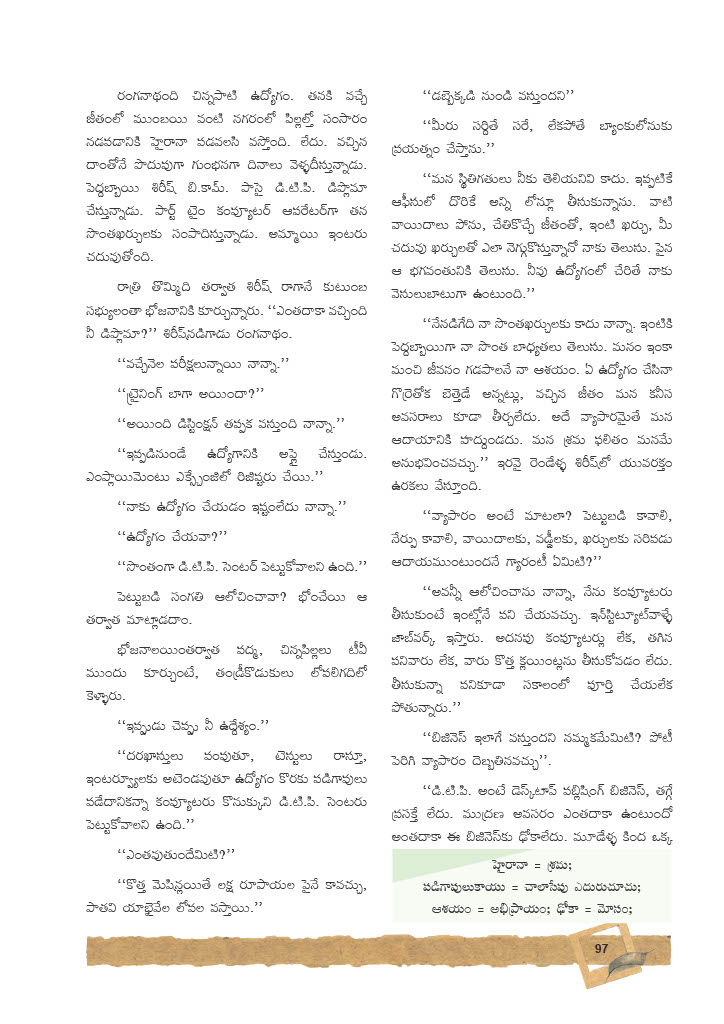 రంగనాథంది చిన్నపాటి ఉద్యోగం. తనకి వచ్చే
జీతంలో ముంబయి వంటి నగరంలో పిల్లల్తో సంసారం
నడవడానికి హైరానా పడవలసి వస్తోంది. లేదు. వచ్చిన
దాంతోనే పొదువుగా గుంభనగా దినాలు వెళ్ళదీస్తున్నాడు.
పెద్దబ్బాయి శిరీష్ బి.కామ్. పాసై డి.టి.పి. డిప్లొమా
చేస్తున్నాడు. పార్ట్ టైం కంప్యూటర్ ఆపరేటర్‌గా తన
సొంతఖర్చులకు సంపాదిస్తున్నాడు. అమ్మాయి ఇంటరు
చదువుతోంది.
రాత్రి తొమ్మిది తర్వాత శిరీష్ రాగానే కుటుంబ
సభ్యులంతా భోజనానికి కూర్చున్నారు. ‘‘ఎంతదాకా వచ్చింది
నీ డిప్లొమా?’’ శిరీష్‌నడిగాడు రంగనాథం.
‘‘వచ్చేనెల పరీక్షలున్నాయి నాన్నా.’’
‘‘ట్రైనింగ్ బాగా అయిందా?’’
‘‘అయింది డిస్టింక్షన్ తప్పక వస్తుంది నాన్నా.’’
‘‘ఇప్పడినుండే ఉద్యోగానికి అప్లై చేస్తుండు.
ఎంప్లాయిమెంటు ఎక్స్ఛేంజిలో రిజిష్టరు చేయి.’’
‘‘నాకు ఉద్యోగం చేయడం ఇష్టంలేదు నాన్నా.’’
‘‘ఉద్యోగం చేయవా?’’
‘‘సొంతంగా డి.టి.పి. సెంటర్ పెట్టుకోవాలని ఉంది.’’
పెట్టుబడి సంగతి ఆలోచించావా? భోంచేయి ఆ
తర్వాత మాట్లాడదాం.
భోజనాలయింతర్వాత పద్మ, చిన్నపిల్లలు టీవీ
ముందు కూర్చుంటే, తండ్రీకొడుకులు లోపలిగదిలో
కెళ్ళారు.
‘‘ఇప్పుడు చెప్పు నీ ఉద్దేశ్యం.’’
‘‘దరఖాస్తులు పంపుతూ, టెస్టులు రాస్తూ,
ఇంటర్వ్యూలకు అటెండవుతూ ఉద్యోగం కొరకు పడిగాపులు
పడేదానికన్నా కంప్యూటరు కొనుక్కుని డి.టి.పి. సెంటరు
పెట్టుకోవాలని ఉంది.’’
‘‘ఎంతవుతుందేమిటి?’’
‘‘కొత్త మెషిన్లయితే లక్ష రూపాయల పైనే కావచ్చు,
పాతవి యాభైవేల లోపల వస్తాయి.’’
‘‘డబ్బెక్కడి నుండి వస్తుందని’’
‘‘మీరు సర్దితే సరే, లేకపోతే బ్యాంకులోనుకు
ప్రయత్నం చేస్తాను.’’
‘‘మన స్థితిగతులు నీకు తెలియనివి కాదు. ఇప్పటికే
ఆఫీసులో దొరికే అన్ని లోన్లూ తీసుకున్నాను. వాటి
వాయిదాలు పోను, చేతికొచ్చే జీతంతో, ఇంటి ఖర్చు, మీ
చదువు ఖర్చులతో ఎలా నెగ్గుకొస్తున్నానో నాకు తెలుసు. పైన
ఆ భగవంతునికి తెలుసు. నీవు ఉద్యోగంలో చేరితే నాకు
వెసులుబాటుగా ఉంటుంది.’’
‘‘నేనడిగేది నా సొంతఖర్చులకు కాదు నాన్నా. ఇంటికి
పెద్దబ్బాయిగా నా సొంత బాధ్యతలు తెలుసు. మనం ఇంకా
మంచి జీవనం గడపాలనే నా ఆశయం. ఏ ఉద్యోగం చేసినా
గొర్రెతోక బెత్తెడే అన్నట్లు, వచ్చిన జీతం మన కనీస
అవసరాలు కూడా తీర్చలేదు. అదే వ్యాపారమైతే మన
ఆదాయానికి హద్దుండదు. మన శ్రమ ఫలితం మనమే
అనుభవించవచ్చు.’’ ఇరవై రెండేళ్ళ శిరీష్‌లో యువరక్తం
ఉరకలు వేస్తూంది.
‘‘వ్యాపారం అంటే మాటలా? పెట్టుబడి కావాలి,
నేర్పు కావాలి, వాయిదాలకు, వడ్డీలకు, ఖర్చులకు సరిపడు
ఆదాయముంటుందనే గ్యారంటీ ఏమిటి?’’
‘‘అవన్నీ ఆలోచించాను నాన్నా, నేను కంప్యూటరు
తీసుకుంటే ఇంట్లోనే పని చేయవచ్చు. ఇన్‌స్టిట్యూట్‌వాళ్ళే
జాబ్‌వర్క్ ఇస్తారు. అదనపు కంప్యూటర్లు లేక, తగిన
పనివారు లేక, వారు కొత్త క్లయింట్లను తీసుకోవడం లేదు.
తీసుకున్నా పనికూడా సకాలంలో పూర్తి చేయలేక
పోతున్నారు.’’
‘‘బిజినెస్ ఇలాగే వస్తుందని నమ్మకమేమిటి? పోటీ
పెరిగి వ్యాపారం దెబ్బతినవచ్చు’’.
‘‘డి.టి.పి. అంటే డెస్క్‌టాప్ పబ్లిషింగ్ బిజినెస్, తగ్గే
ప్రసక్తే లేదు. ముద్రణ అవసరం ఎంతదాకా ఉంటుందో
అంతదాకా ఈ బిజినెస్‌కు ఢోకాలేదు. మూడేళ్ళ కింద ఒక్క
హైరానా = శ్రమ;
పడిగాపులుకాయు = చాలాసేపు ఎదురుచూచు;
ఆశయం = అభిప్రాయం; ఢోకా = మోసం;
97